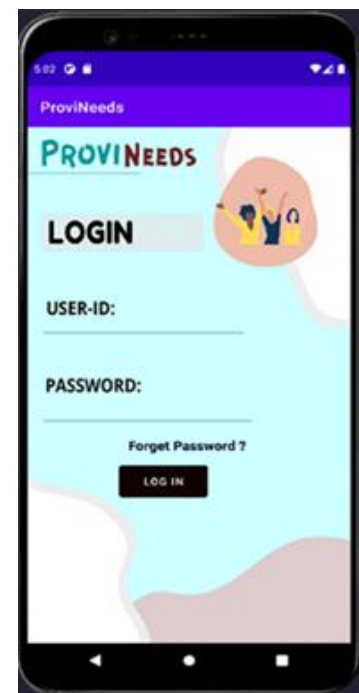 5:02
ProviNeeds
PROVINEEDS
LOGIN
USER-ID:
PASSWORD:
Forget Password ?
LOG IN